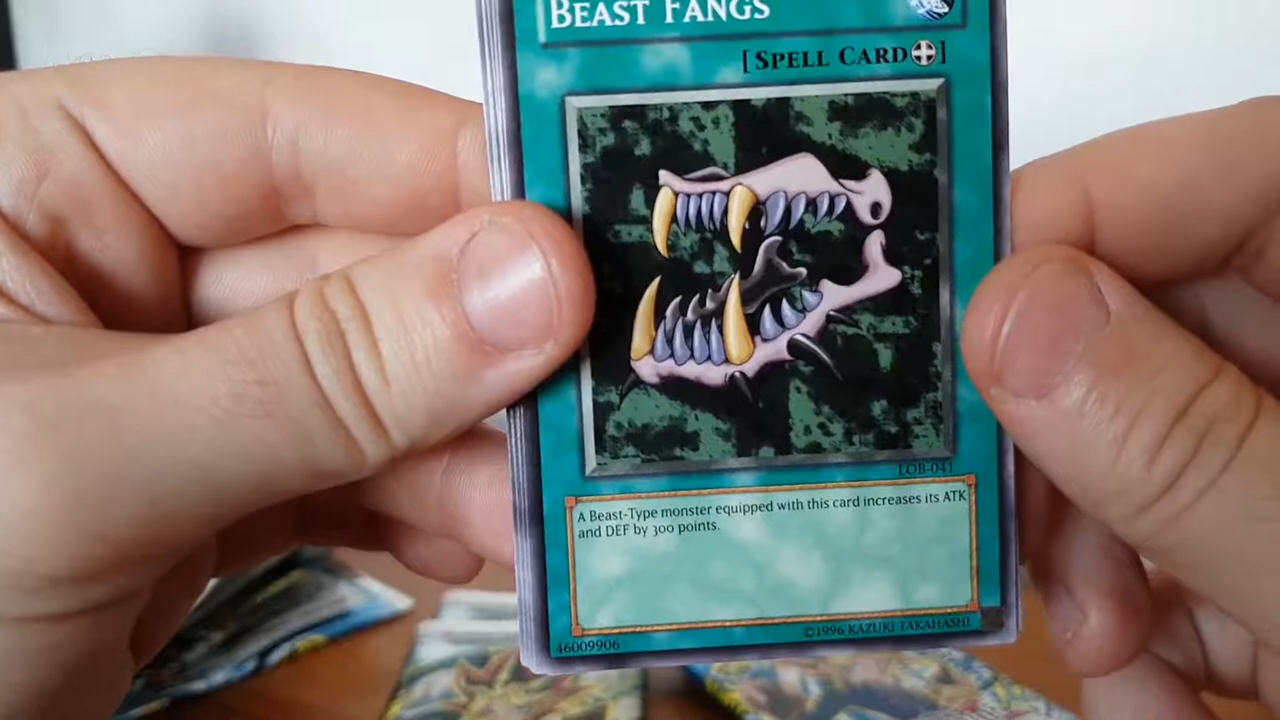 BEAST FANGS
[SPELL CARD]
LOB-041
A Beast-Type monster equipped with this card increases its ATK
and DEF by 300 points.
46009906
©1996 KAZUKI TAKAHASHI